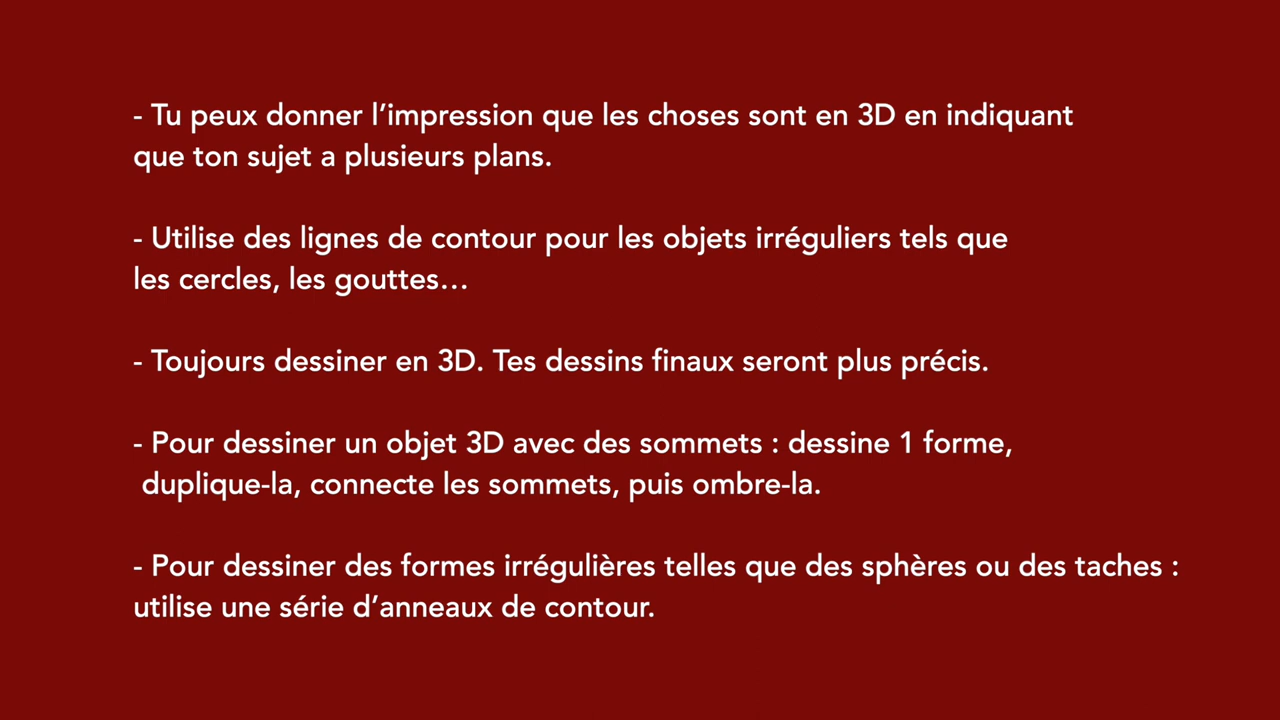 - Tu peux donner l’impression que les choses sont en 3D en indiquant
que ton sujet a plusieurs plans.
- Utilise des lignes de contour pour les objets irréguliers tels que
les cercles, les gouttes…
- Toujours dessiner en 3D. Tes dessins finaux seront plus précis.
- Pour dessiner un objet 3D avec des sommets : dessine 1 forme,
duplique-la, connecte les sommets, puis ombre-la.
- Pour dessiner des formes irrégulières telles que des sphères ou des taches :
utilise une série d’anneaux de contour.